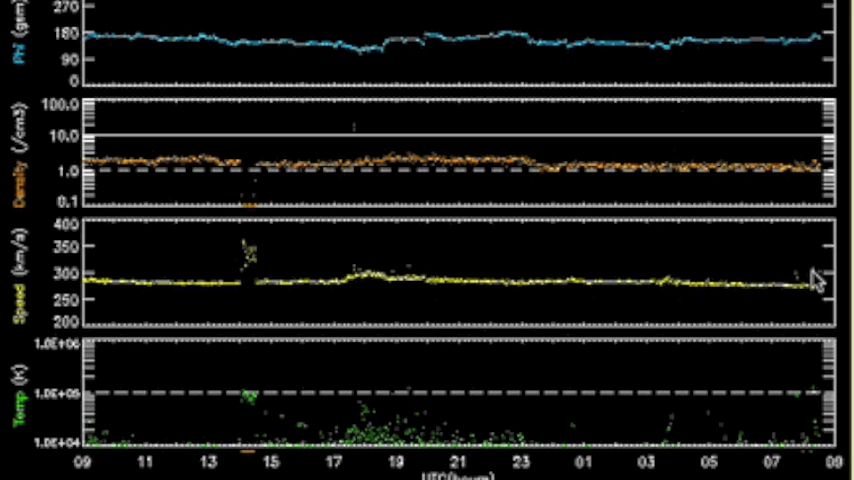 Phi (gsm)
270
180
90
0
Density (/cm3)
100.0
10.0
1.0
0.1
Speed (km/s)
400
350
300
250
200
Temp (K)
1.0E+06
1.0E+05
1.0E+04
09 11 13 15 17 19 21 23 01 03 05 07 09
UTC(hours)